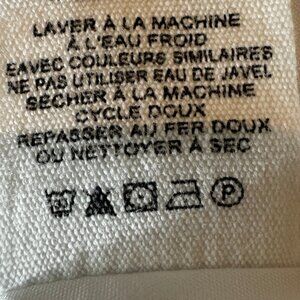 LAVER À LA MACHINE
À L'EAU FROID
EAVEC COULEURS SIMILAIRES
NE PAS UTILISER EAU DE JAVEL
SÉCHER À LA MACHINE
CYCLE DOUX
REPASSER AU FER DOUX
OU NETTOYER À SEC
P